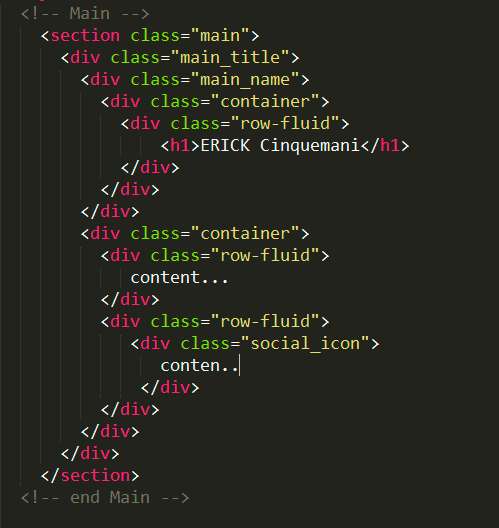 <!-- Main -->
<section class="main">
<div class="main_title">
<div class="main_name">
<div class="container">
<div class="row-fluid">
<h1>ERICK Cinquemani</h1>
</div>
</div>
</div>
<div class="container">
<div class="row-fluid">
content...
</div>
<div class="row-fluid">
<div class="social_icon">
conten..
</div>
</div>
</div>
</div>
</section>
<!-- end Main -->